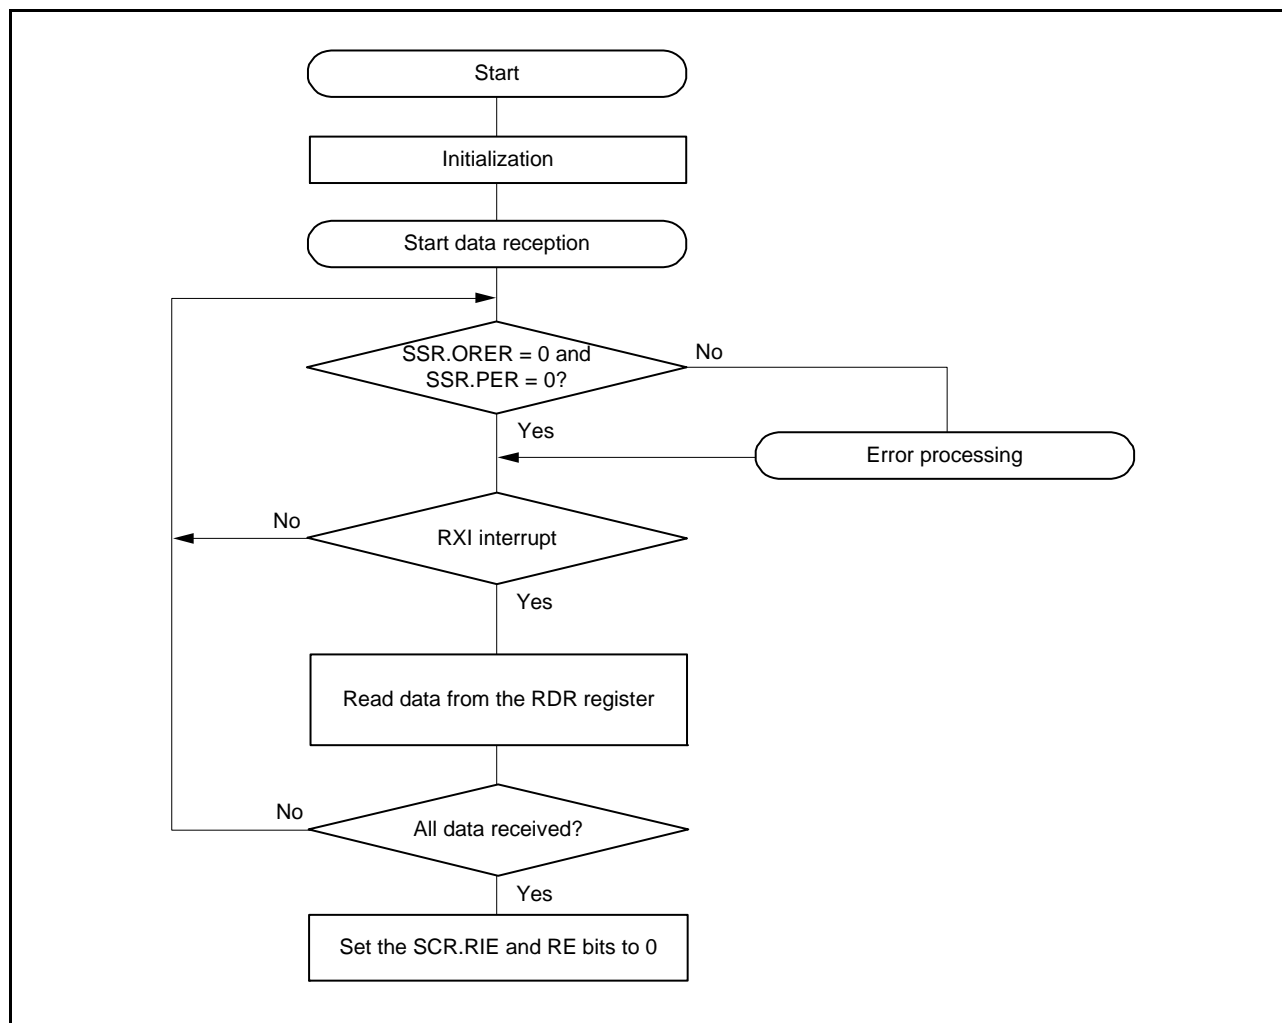 Start
Initialization
Start data reception
SSR.ORER = 0 and
SSR.PER = 0?
No
Yes
Error processing
No
RXI interrupt
Yes
Read data from the RDR register
No
All data received?
Yes
Set the SCR.RIE and RE bits to 0